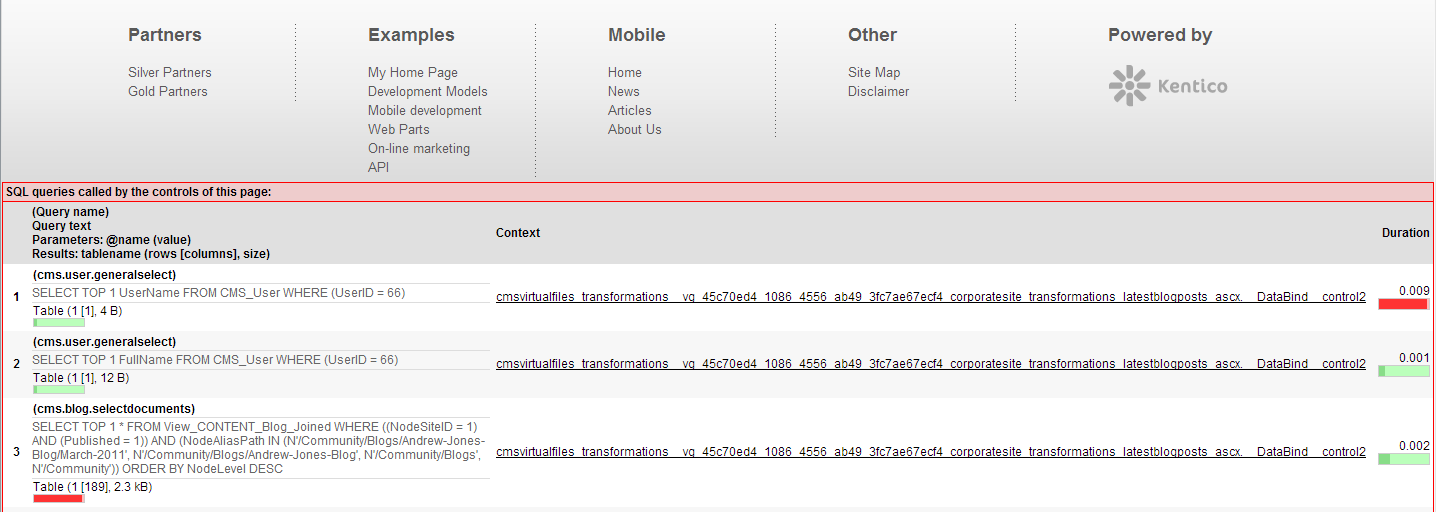 Partners
Silver Partners
Gold Partners
Examples
My Home Page
Development Models
Mobile development
Web Parts
On-line marketing
API
Mobile
Home
News
Articles
About Us
Other
Site Map
Disclaimer
Powered by
Kentico
SQL queries called by the controls of this page:
(Query name)
Query text
Parameters: @name (value)
Results: tablename (rows [columns], size)
Context
Duration
1
(cms.user.generalselect)
SELECT TOP 1 UserName FROM CMS_User WHERE (UserID = 66)
Table (1 [1], 4 B)
cmsvirtualfiles_transformations__vg_45c70ed4_1086_4556_ab49_3fc7ae67ecf4_corporatesite_transformations_latestblogposts_ascx.__DataBind__control2
0.009
2
(cms.user.generalselect)
SELECT TOP 1 FullName FROM CMS_User WHERE (UserID = 66)
Table (1 [1], 12 B)
cmsvirtualfiles_transformations__vg_45c70ed4_1086_4556_ab49_3fc7ae67ecf4_corporatesite_transformations_latestblogposts_ascx.__DataBind__control2
0.001
3
(cms.blog.selectdocuments)
SELECT TOP 1 * FROM View_CONTENT_Blog_Joined WHERE ((NodeSiteID = 1)
AND (Published = 1)) AND (NodeAliasPath IN (N'/Community/Blogs/Andrew-Jones-
Blog/March-2011', N'/Community/Blogs/Andrew-Jones-Blog', N'/Community/Blogs',
N'/Community')) ORDER BY NodeLevel DESC
Table (1 [189], 2.3 kB)
cmsvirtualfiles_transformations__vg_45c70ed4_1086_4556_ab49_3fc7ae67ecf4_corporatesite_transformations_latestblogposts_ascx.__DataBind__control2
0.002